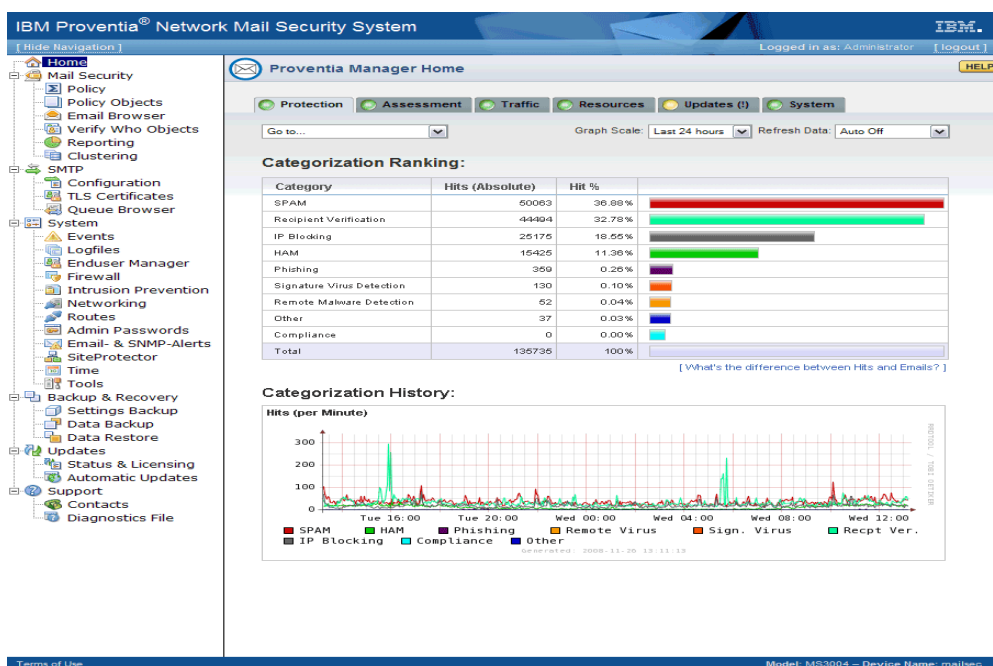 IBM Proventia® Network Mail Security System
IBM.
[ Hide Navigation ]
Logged in as: Administrator
[ logout ]
Home
Mail Security
Policy
Policy Objects
Email Browser
Verify Who Objects
Reporting
Clustering
SMTP
Configuration
TLS Certificates
Queue Browser
System
Events
Logfiles
Enduser Manager
Firewall
Intrusion Prevention
Networking
Routes
Admin Passwords
Email- & SNMP-Alerts
SiteProtector
Time
Tools
Backup & Recovery
Settings Backup
Data Backup
Data Restore
Updates
Status & Licensing
Automatic Updates
Support
Contacts
Diagnostics File
Proventia Manager Home
HELP
Protection Assessment Traffic Resources Updates (!) System
Go to... Graph Scale: Last 24 hours Refresh Data: Auto Off
Categorization Ranking:
Category Hits (Absolute) Hit %
SPAM 50063 36.88%
Recipient Verification 44494 32.78%
IP Blocking 25175 18.55%
HAM 15425 11.36%
Phishing 359 0.26%
Signature Virus Detection 130 0.10%
Remote Malware Detection 52 0.04%
Other 37 0.03%
Compliance 0 0.00%
Total 135735 100%
[ What's the difference between Hits and Emails? ]
Categorization History:
Hits (per Minute)
300
200
100
0
Tue 16:00 Tue 20:00 Wed 00:00 Wed 04:00 Wed 08:00 Wed 12:00
SPAM HAM Phishing Remote Virus Sign. Virus Recpt Ver.
IP Blocking Compliance Other
Generated: 2008-11-26 13:11:13
RRDTOOL / TOBI OETIKER
Terms of Use
Model: MS3004 – Device Name: mailsec